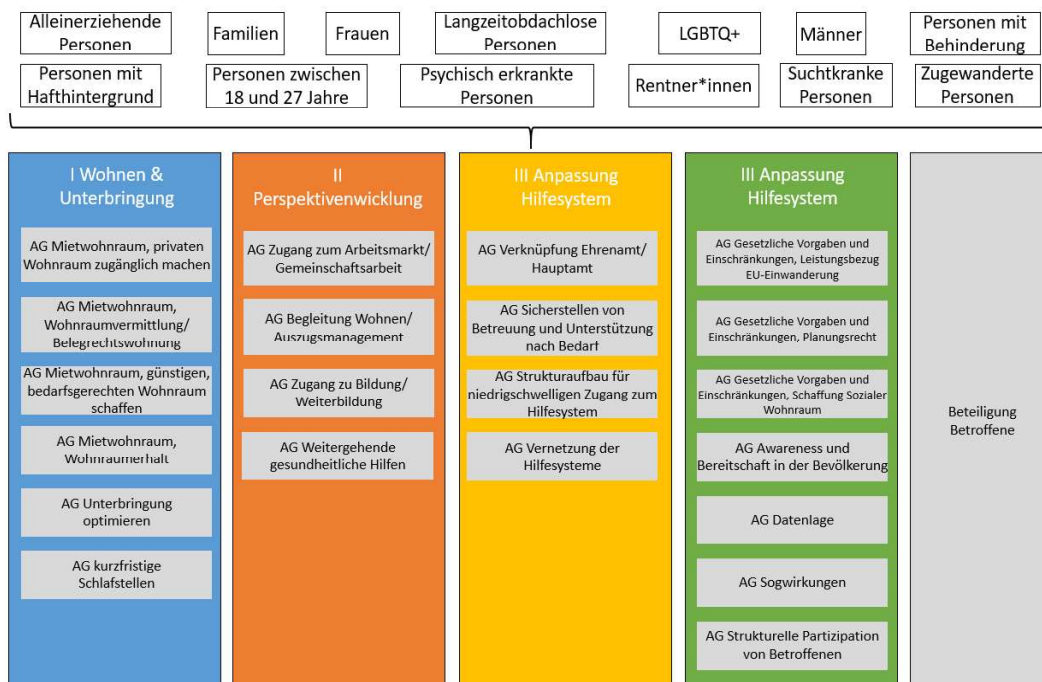 Alleinerziehende
Personen
Familien
Frauen
Langzeitobdachlose
Personen
LGBTQ+
Männer
Personen mit
Behinderung
Personen mit
Hafthintergrund
Personen zwischen
18 und 27 Jahre
Psychisch erkrankte
Personen
Rentner*innen
Suchtkranke
Personen
Zugewanderte
Personen
I Wohnen &
Unterbringung
AG Mietwohnraum, privaten
Wohnraum zugänglich machen
AG Mietwohnraum,
Wohnraumvermittlung/
Belegrechtswohnung
AG Mietwohnraum, günstigen,
bedarfsgerechten Wohnraum
schaffen
AG Mietwohnraum,
Wohnraumerhalt
AG Unterbringung
optimieren
AG kurzfristige
Schlafstellen
II
Perspektivenwicklung
AG Zugang zum Arbeitsmarkt/
Gemeinschaftsarbeit
AG Begleitung Wohnen/
Auszugsmanagement
AG Zugang zu Bildung/
Weiterbildung
AG Weitergehende
gesundheitliche Hilfen
III Anpassung
Hilfesystem
AG Verknüpfung Ehrenamt/
Hauptamt
AG Sicherstellen von
Betreuung und Unterstützung
nach Bedarf
AG Strukturaufbau für
niedrigschwelligen Zugang zum
Hilfesystem
AG Vernetzung der
Hilfesysteme
III Anpassung
Hilfesystem
AG Gesetzliche Vorgaben und
Einschränkungen, Leistungsbezug
EU-Einwanderung
AG Gesetzliche Vorgaben und
Einschränkungen, Planungsrecht
AG Gesetzliche Vorgaben und
Einschränkungen, Schaffung Sozialer
Wohnraum
AG Awareness und
Bereitschaft in der Bevölkerung
AG Datenlage
AG Sogwirkungen
AG Strukturelle Partizipation
von Betroffenen
Beteiligung
Betroffene